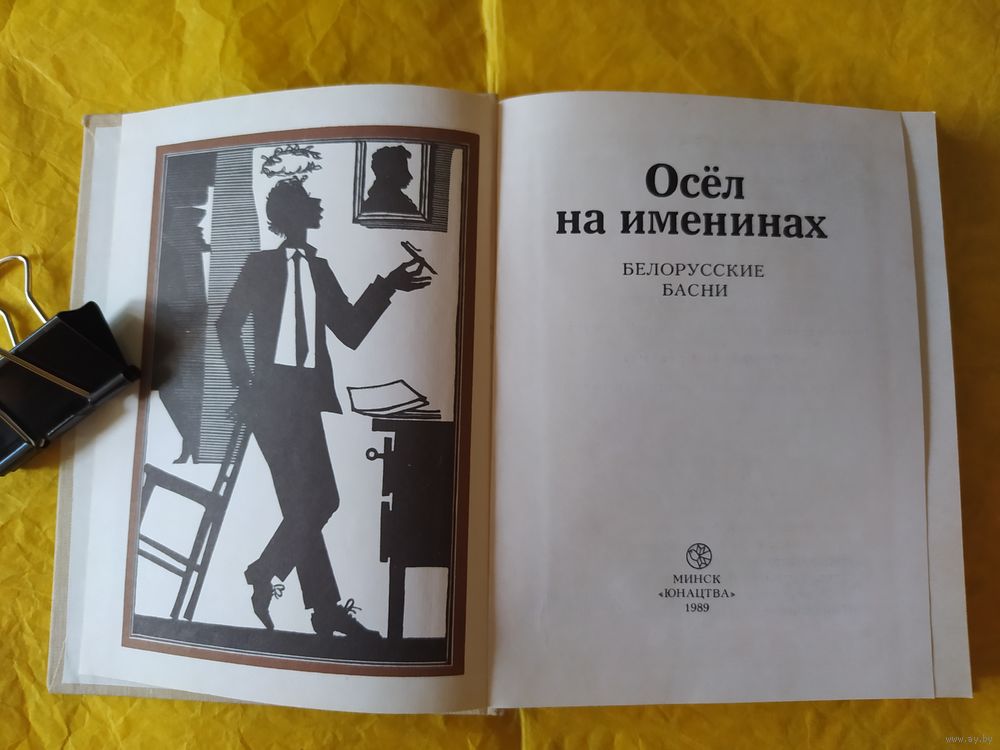 Осёл
на именинах
БЕЛОРУССКИЕ
БАСНИ
МИНСК
«ЮНАЦТВА»
1989
www.ay.by